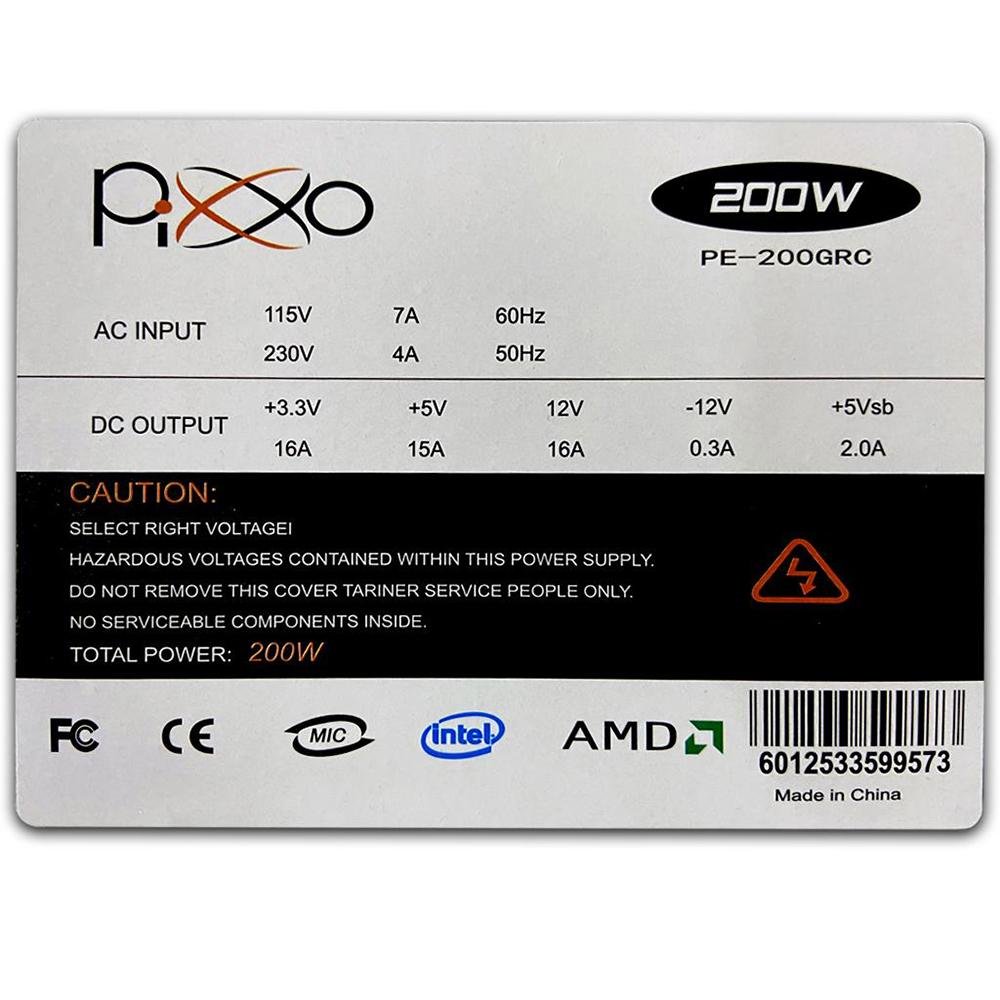 Pixxo
200W
PE-200GRC
AC INPUT
115V 7A 60Hz
230V 4A 50Hz
DC OUTPUT
+3.3V +5V 12V -12V +5Vsb
16A 15A 16A 0.3A 2.0A
CAUTION:
SELECT RIGHT VOLTAGEI
HAZARDOUS VOLTAGES CONTAINED WITHIN THIS POWER SUPPLY.
DO NOT REMOVE THIS COVER TARINER SERVICE PEOPLE ONLY.
NO SERVICEABLE COMPONENTS INSIDE.
TOTAL POWER: 200W
FC CE MIC intel AMD
6012533599573
Made in China